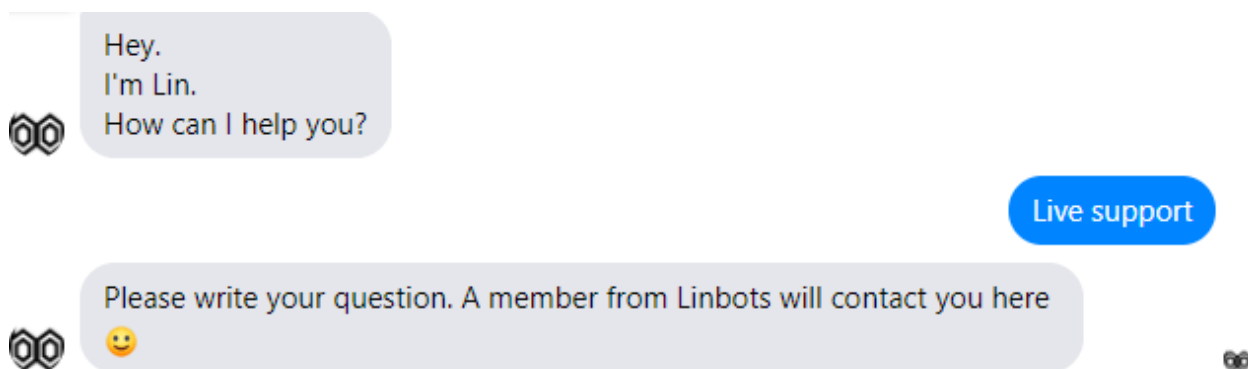 Hey.
I'm Lin.
How can I help you?
Live support
Please write your question. A member from Linbots will contact you here
🙂